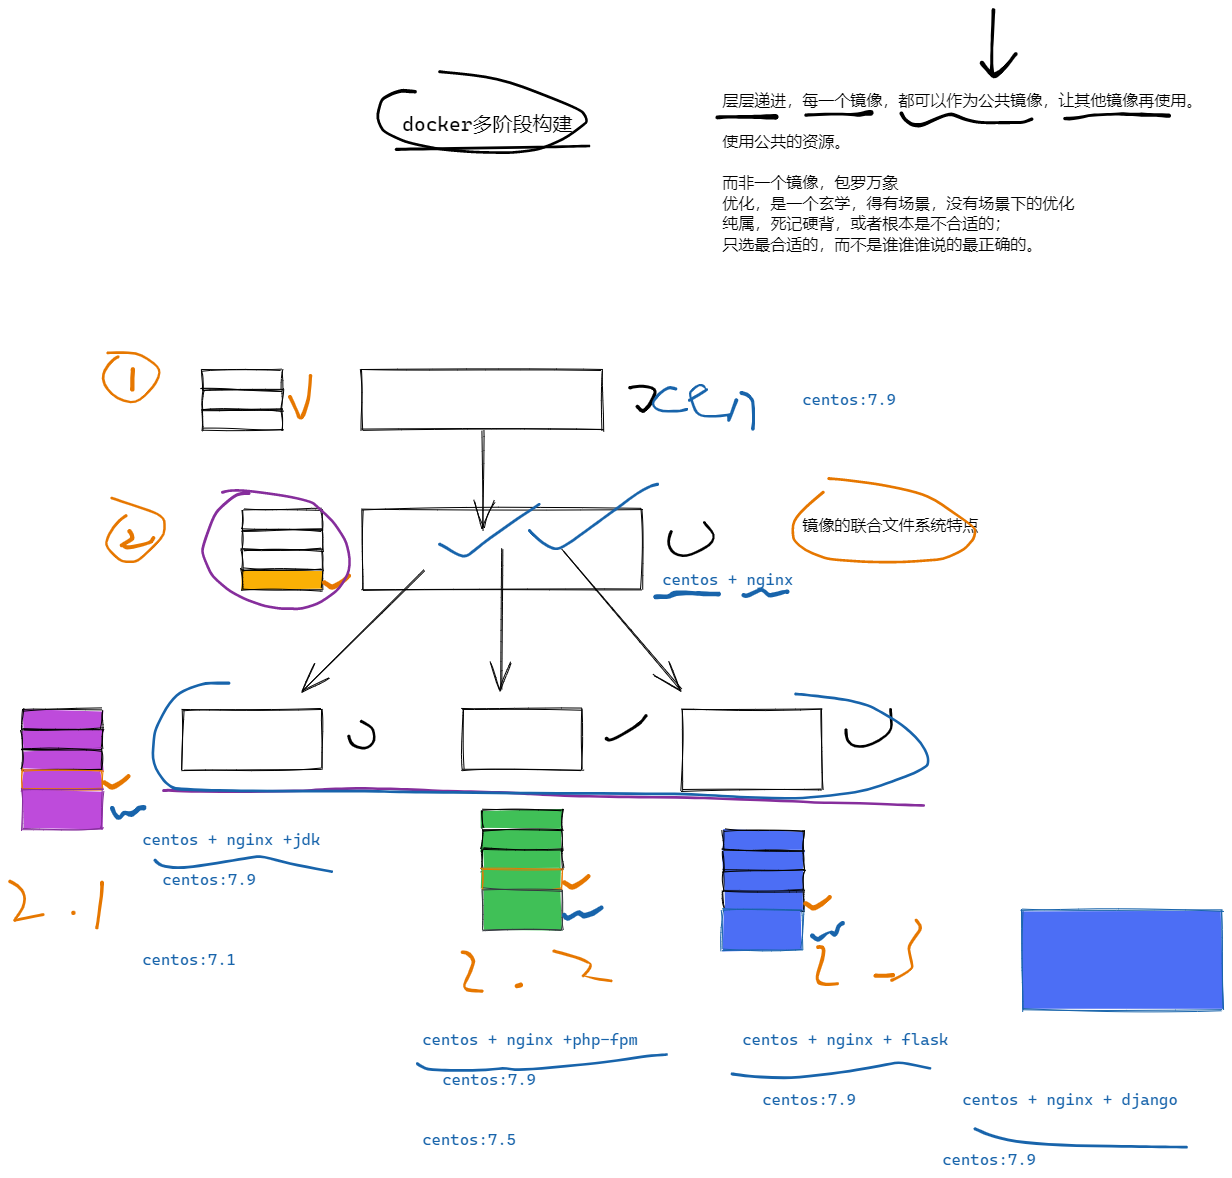 docker多阶段构建
层层递进，每一个镜像，都可以作为公共镜像，让其他镜像再使用。
使用公共的资源。
而非一个镜像，包罗万象
优化，是一个玄学，得有场景，没有场景下的优化
纯属，死记硬背，或者根本是不合适的；
只选最合适的，而不是谁谁谁说的最正确的。
1
cen
centos:7.9
2
镜像的联合文件系统特点
centos + nginx
centos + nginx +jdk
centos:7.9
2.1
centos:7.1
2.2
2.3
centos + nginx +php-fpm
centos:7.9
centos:7.5
centos + nginx + flask
centos:7.9
centos + nginx + django
centos:7.9